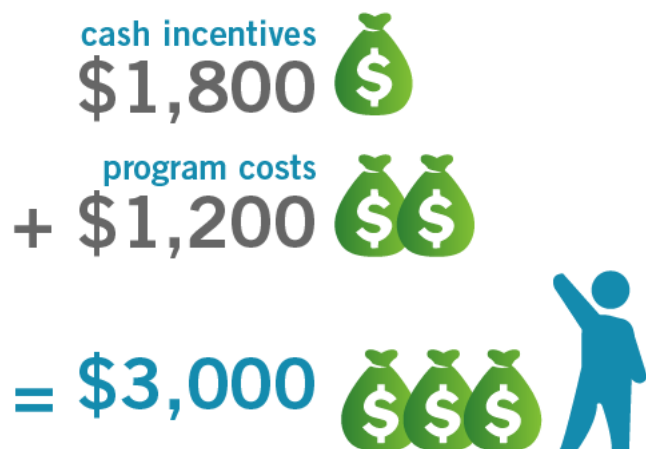 cash incentives
$1,800 $
program costs
+ $1,200 $ $
= $3,000 $ $ $